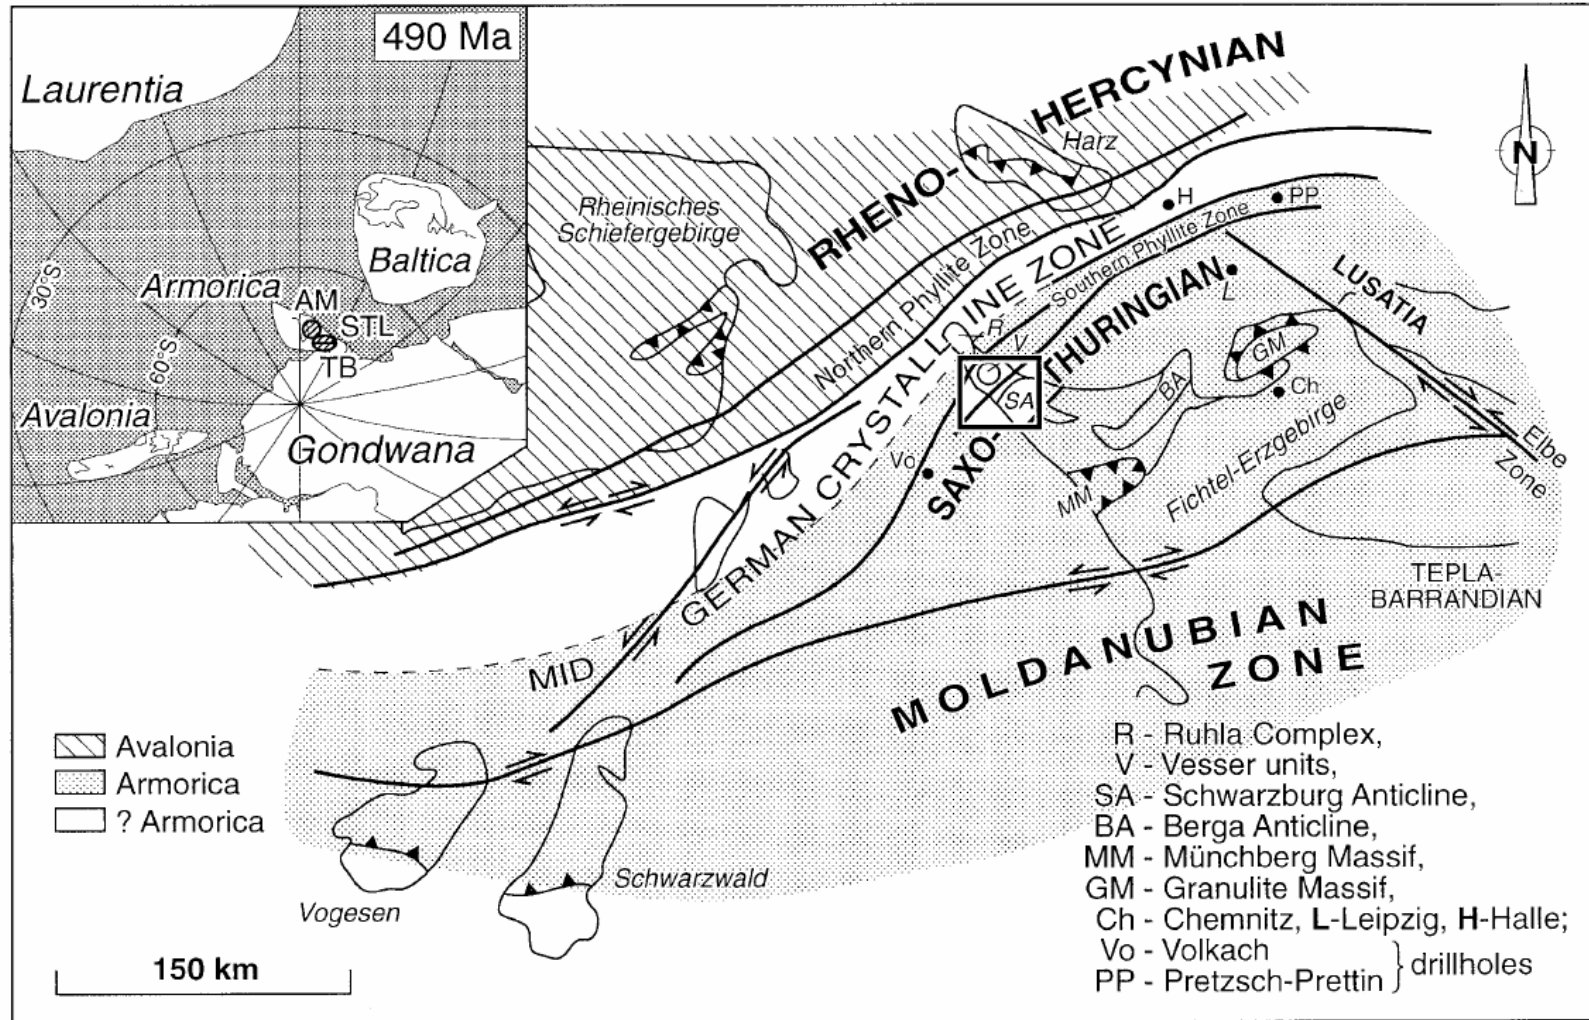 490 Ma
Laurentia
Baltica
Armorica
AM
STL
TB
30°S
60°S
Avalonia
Gondwana
RHENO-
HERCYNIAN
Harz
N
Rheinisches
Schiefergebirge
Northern Phyllite Zone
MID
GERMAN CRYSTALLINE ZONE
Southern Phyllite Zone
H
PP
L
R
V
SA
SAXO-
THURINGIAN
LUSATIA
GM
Ch
BA
Vo
MM
Fichtel-Erzgebirge
Elbe
Zone
TEPLA-
BARRANDIAN
MOLDANUBIAN
ZONE
Avalonia
Armorica
? Armorica
Vogesen
Schwarzwald
150 km
R - Ruhla Complex,
V - Vesser units,
SA - Schwarzburg Anticline,
BA - Berga Anticline,
MM - Münchberg Massif,
GM - Granulite Massif,
Ch - Chemnitz, L-Leipzig, H-Halle;
Vo - Volkach
PP - Pretzsch-Prettin
drillholes